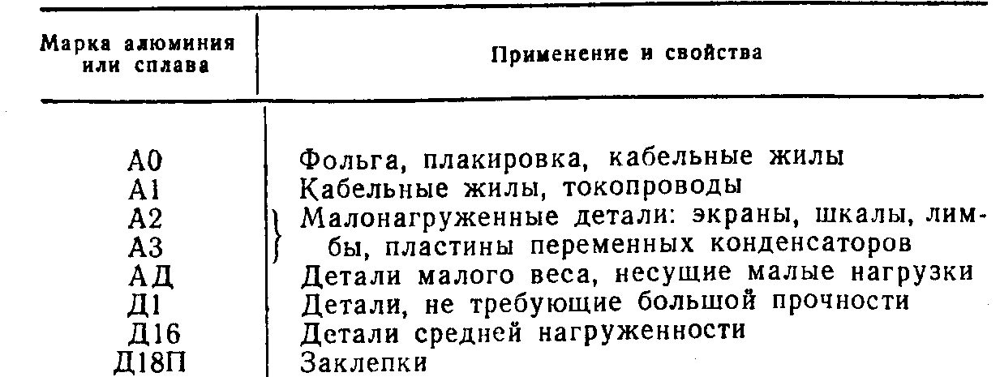 Марка алюминия
или сплава
Применение и свойства
А0 Фольга, плакировка, кабельные жилы
А1 Кабельные жилы, токопроводы
А2 Малонагруженные детали: экраны, шкалы, лим-
А3 бы, пластины переменных конденсаторов
АД Детали малого веса, несущие малые нагрузки
Д1 Детали, не требующие большой прочности
Д16 Детали средней нагруженности
Д18П Заклепки